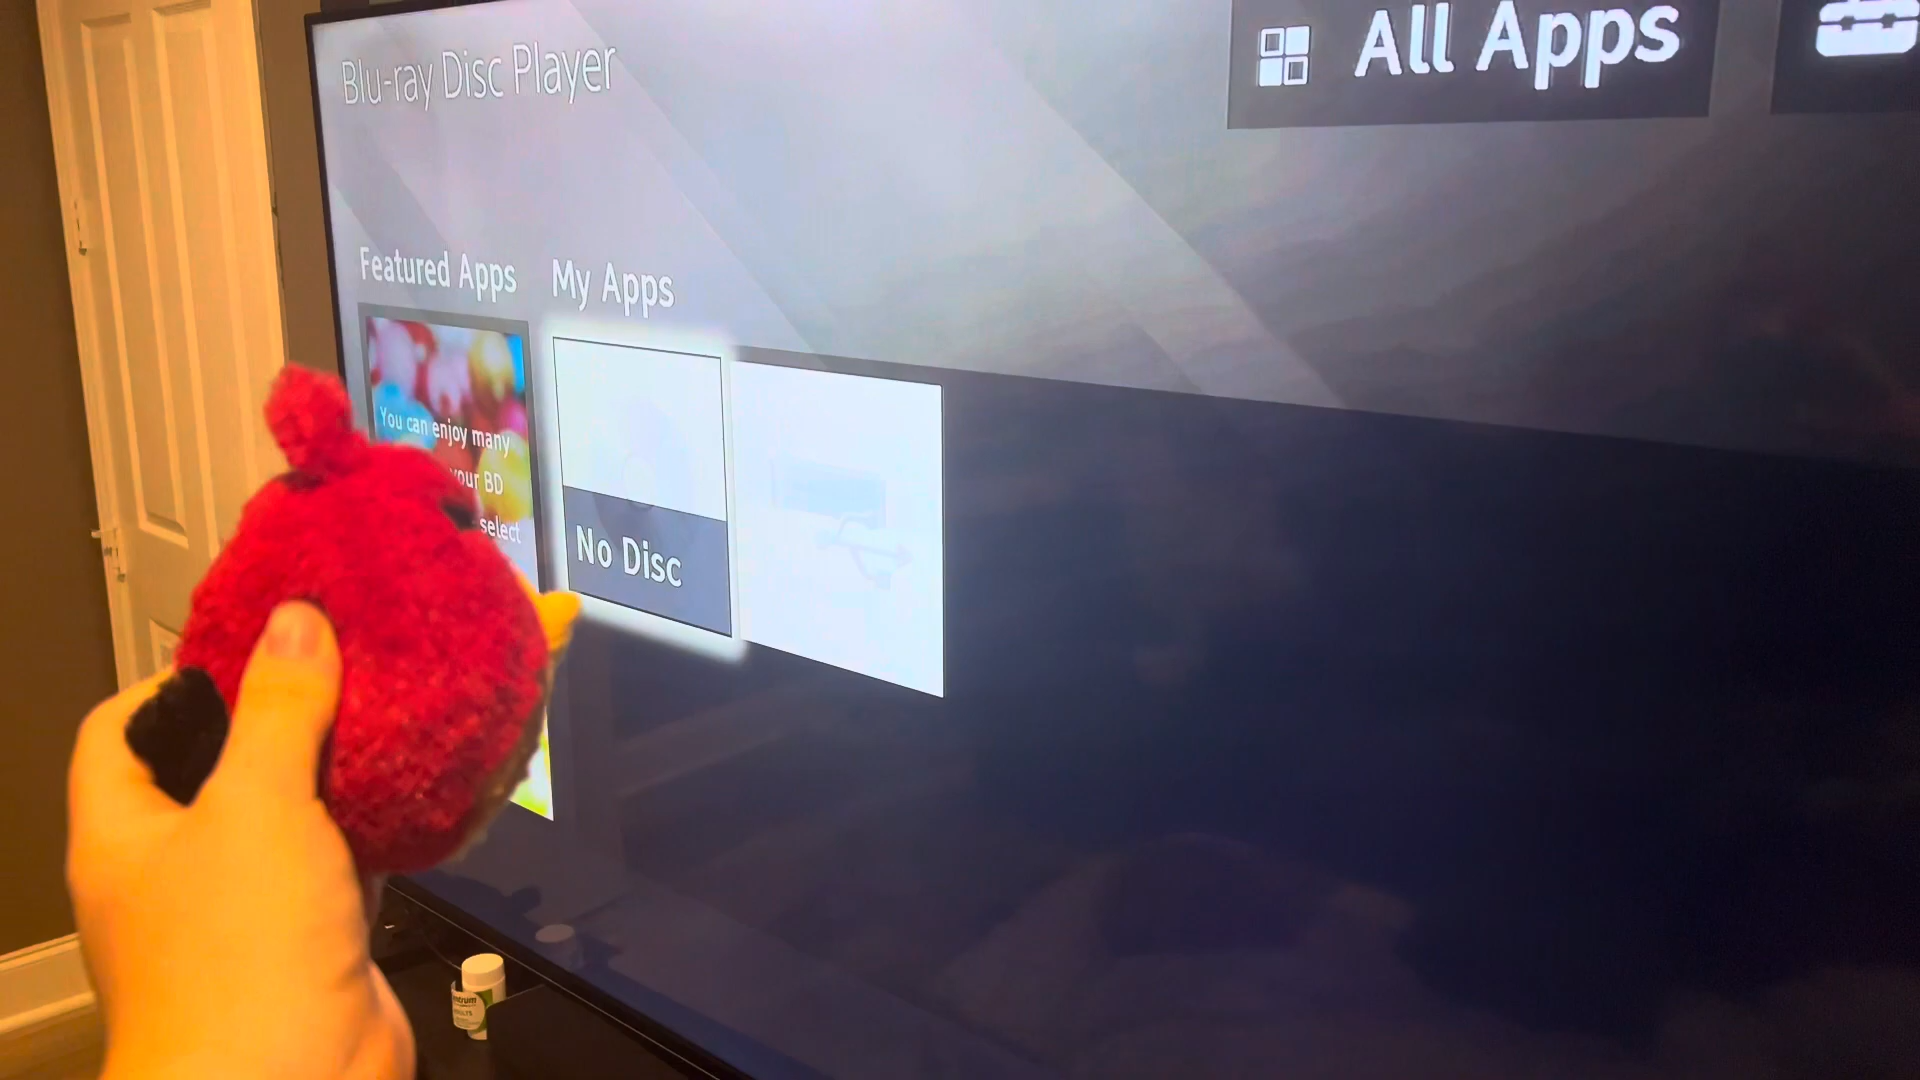 Blu-ray Disc Player
All Apps
Featured Apps
My Apps
You can enjoy many
your BD
select
No Disc